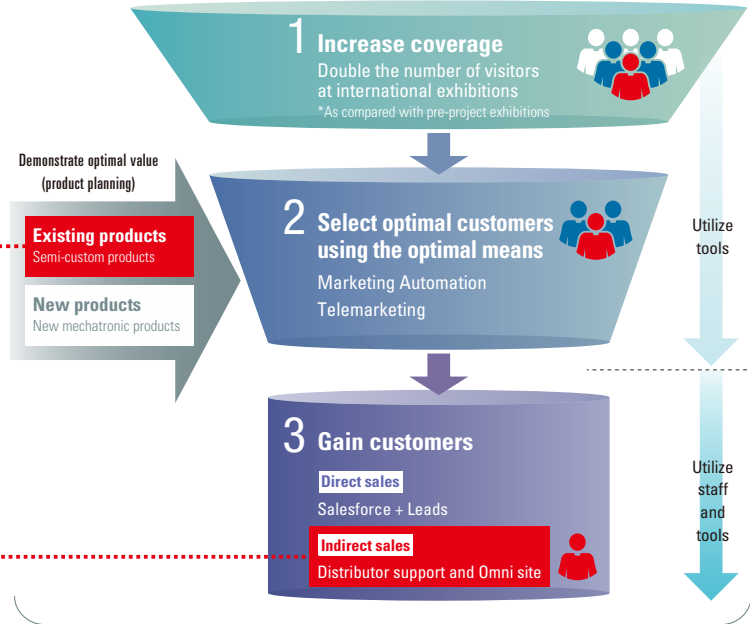 1 Increase coverage
Double the number of visitors
at international exhibitions
*As compared with pre-project exhibitions
Demonstrate optimal value
(product planning)
Existing products
Semi-custom products
New products
New mechatronic products
2 Select optimal customers
using the optimal means
Marketing Automation
Telemarketing
Utilize
tools
3 Gain customers
Direct sales
Salesforce + Leads
Indirect sales
Distributor support and Omni site
Utilize
staff
and
tools